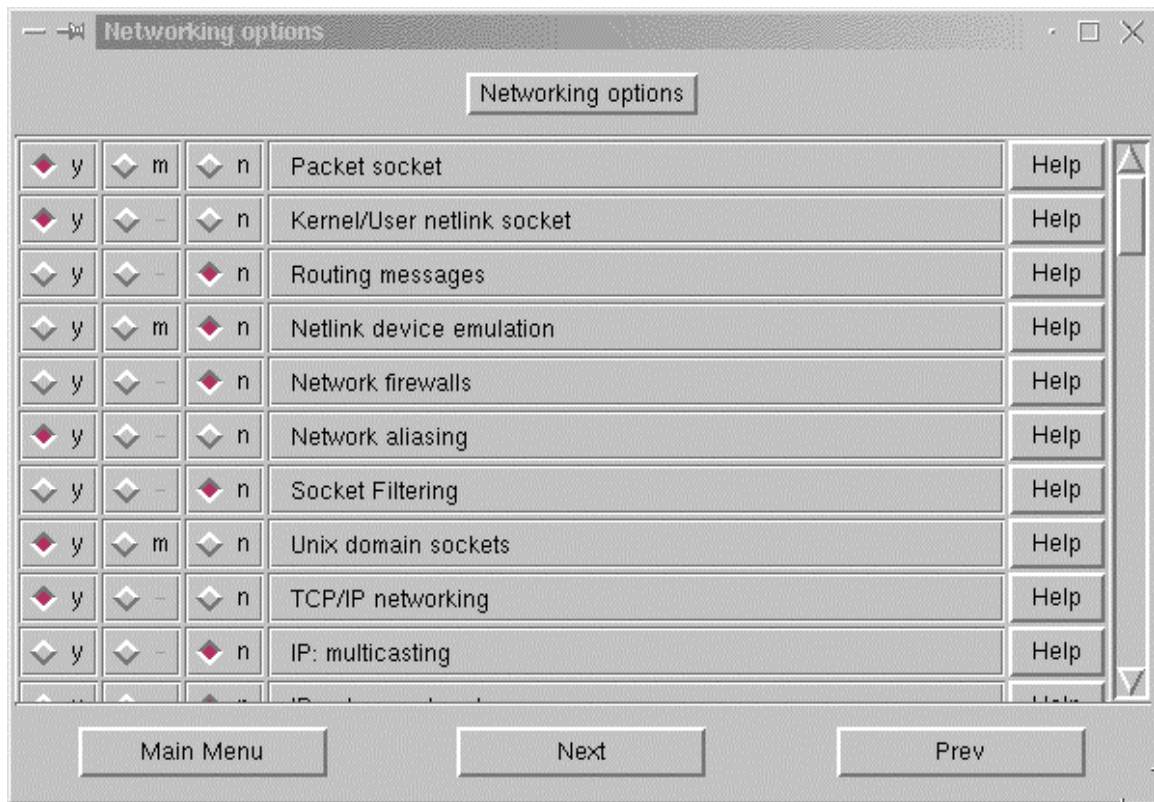 Networking options
Networking options
y m n Packet socket Help
y - n Kernel/User netlink socket Help
y - n Routing messages Help
y m n Netlink device emulation Help
y - n Network firewalls Help
y - n Network aliasing Help
y - n Socket Filtering Help
y m n Unix domain sockets Help
y - n TCP/IP networking Help
y - n IP: multicasting Help
Main Menu Next Prev